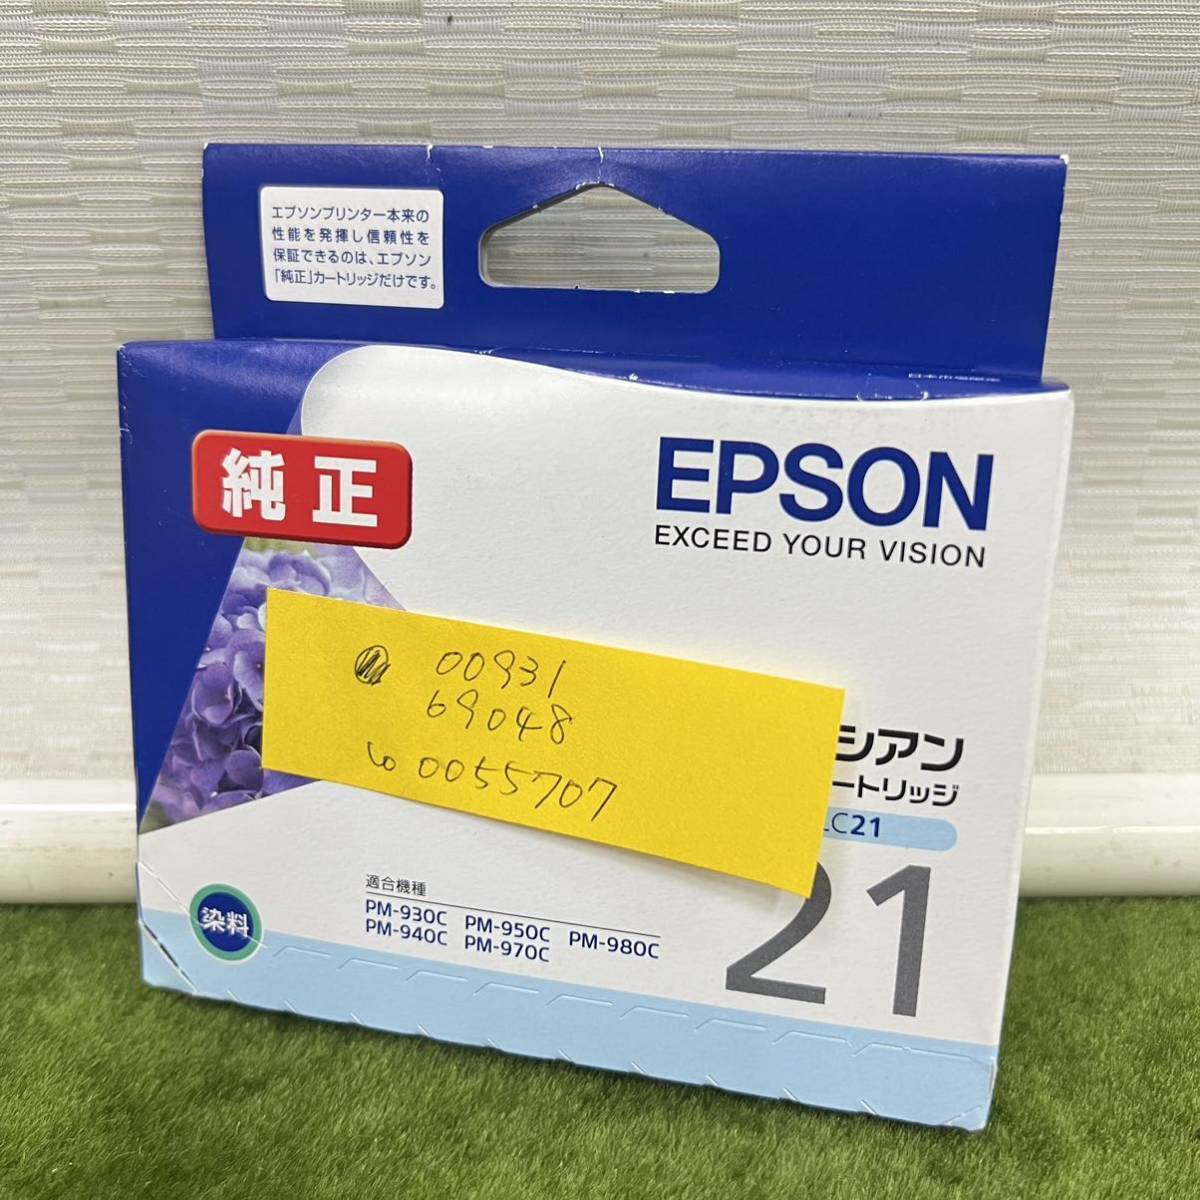 エプソンプリンター本来の
性能を発揮し信頼性を
保証できるのは、エプソン
「純正」カートリッジだけです。
純正
EPSON
EXCEED YOUR VISION
00931
69048
0055707
シアン
ートリッジ
LC21
21
適合機種
PM-930C PM-950C PM-980C
PM-940C PM-970C
染料